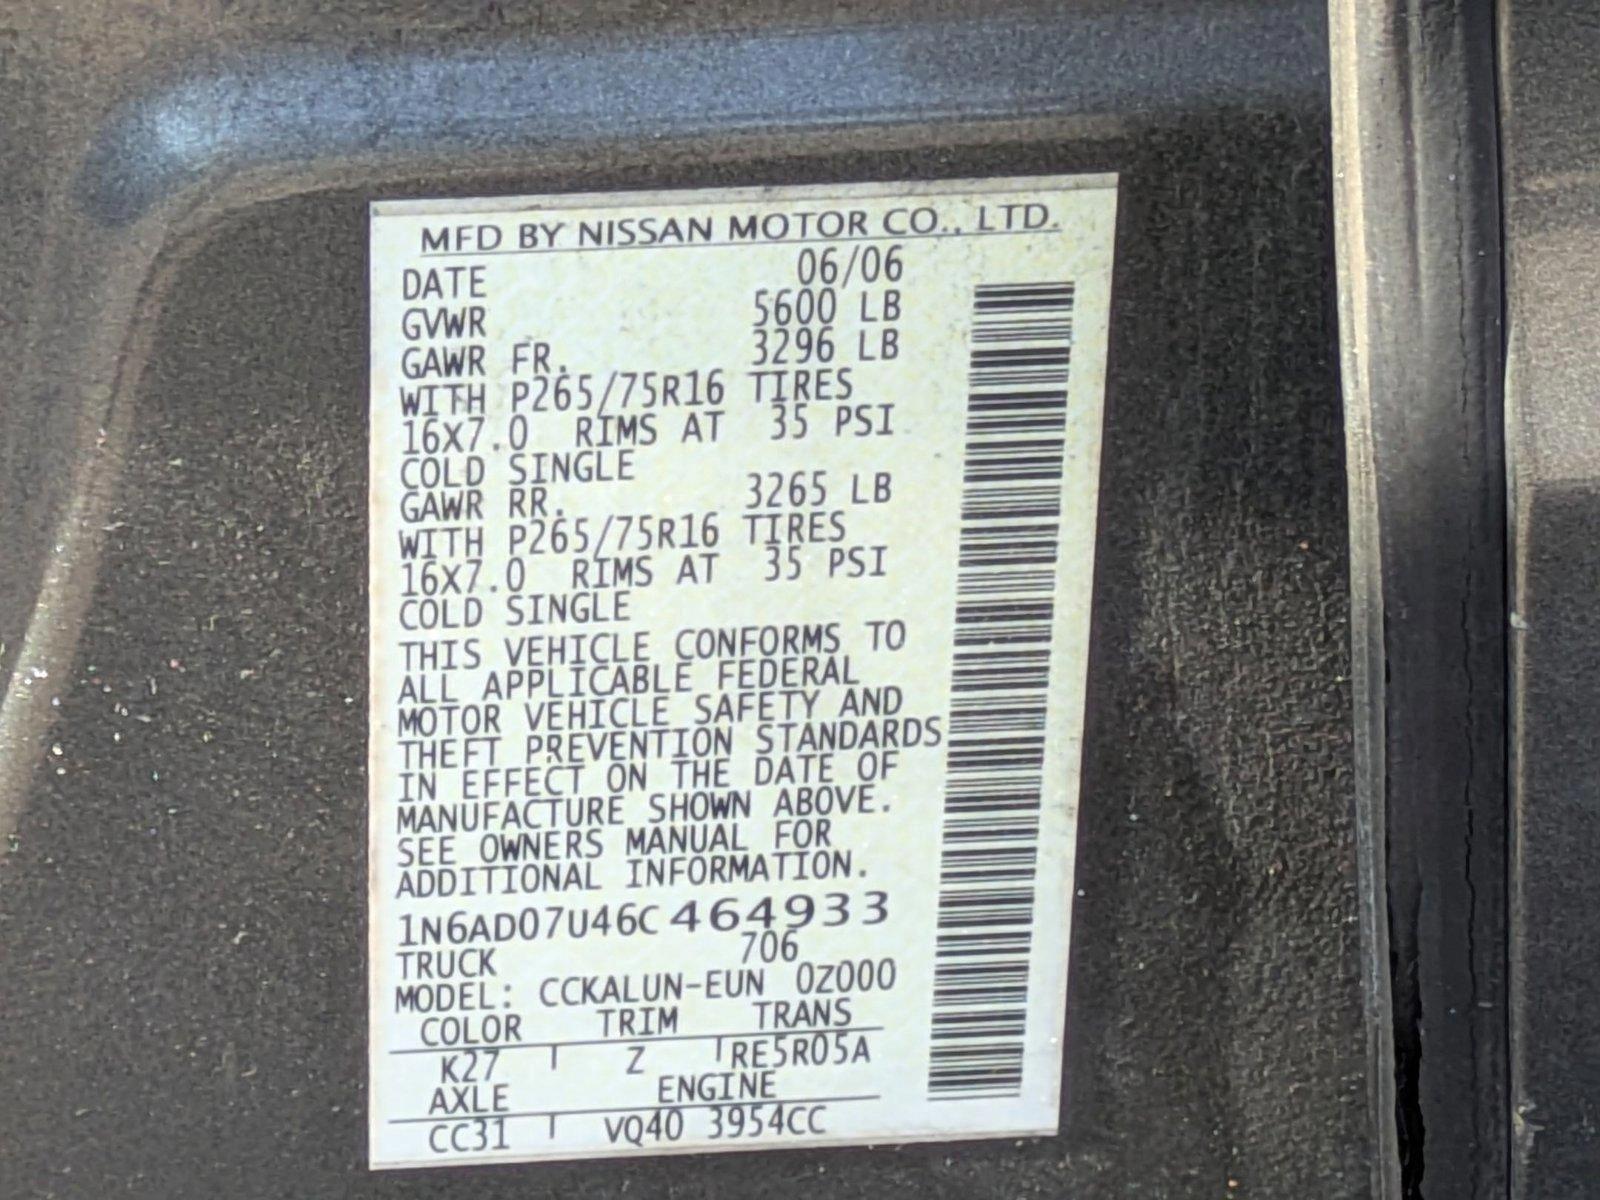 MFD BY NISSAN MOTOR CO., LTD.
DATE 06/06
GVWR 5600 LB
GAWR FR. 3296 LB
WITH P265/75R16 TIRES
16X7.0 RIMS AT 35 PSI
COLD SINGLE
GAWR RR. 3265 LB
WITH P265/75R16 TIRES
16X7.0 RIMS AT 35 PSI
COLD SINGLE
THIS VEHICLE CONFORMS TO
ALL APPLICABLE FEDERAL
MOTOR VEHICLE SAFETY AND
THEFT PREVENTION STANDARDS
IN EFFECT ON THE DATE OF
MANUFACTURE SHOWN ABOVE.
SEE OWNERS MANUAL FOR
ADDITIONAL INFORMATION.
1N6AD07U46C464933
TRUCK 706
MODEL: CCKALUN-EUN 0Z000
COLOR TRIM TRANS
K27 Z RE5R05A
AXLE ENGINE
CC31 VQ40 3954CC